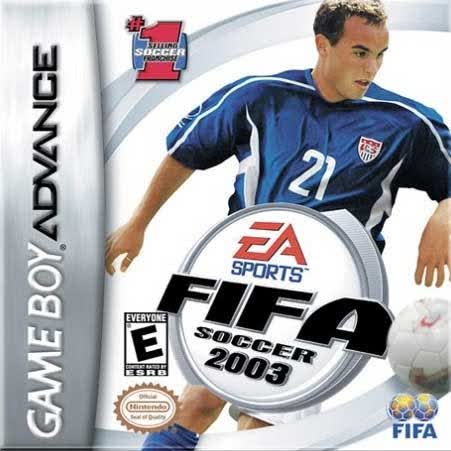 GAME BOY ADVANCE
#1
SELLING
SOCCER
FRANCHISE
21
EA
SPORTS™
FIFA
SOCCER
2003
EVERYONE
E
CONTENT RATED BY
ESRB
Official
Nintendo
Seal of Quality
FIFA